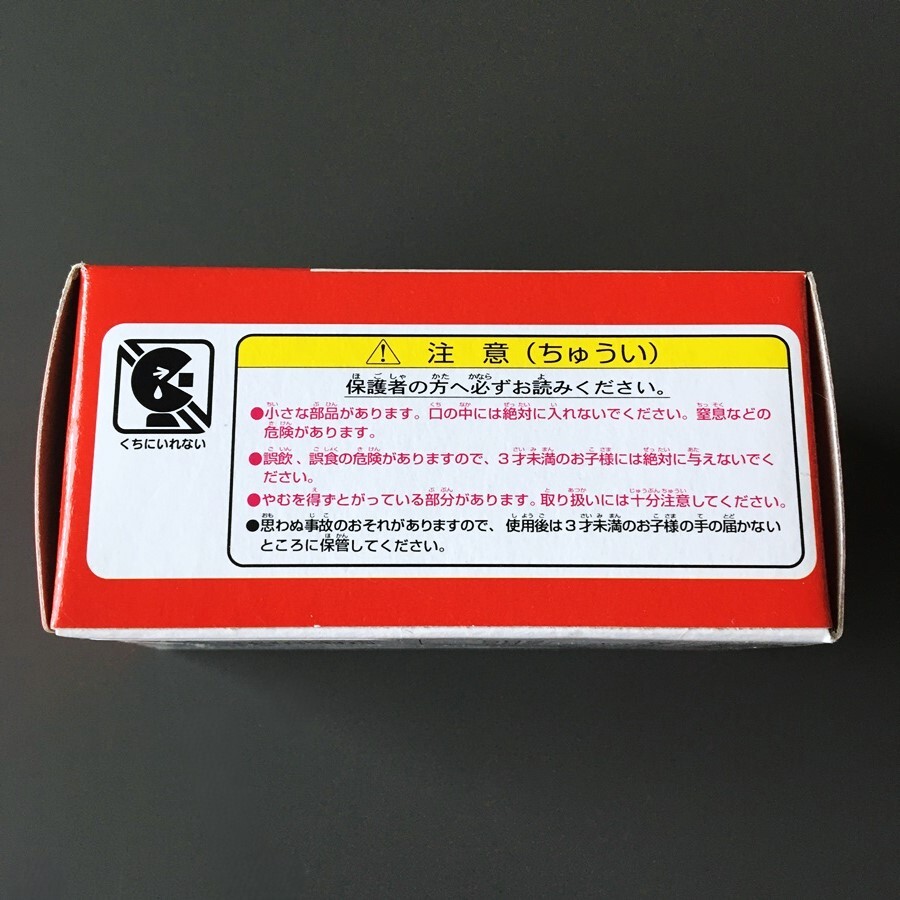 くちにいれない
注意（ちゅうい）
保護者の方へ必ずお読みください。
●小さな部品があります。口の中には絶対に入れないでください。窒息などの
危険があります。
●誤飲、誤食の危険がありますので、３才未満のお子様には絶対に与えないでく
ださい。
●やむを得ずとがっている部分があります。取り扱いには十分注意してください。
●思わぬ事故のおそれがありますので、使用後は３才未満のお子様の手の届かない
ところに保管してください。